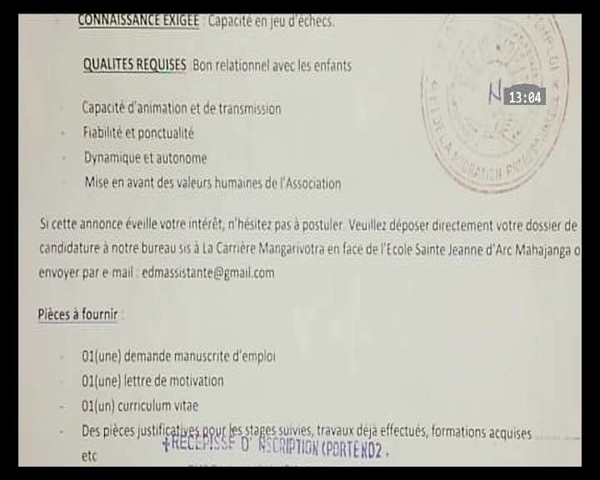 CONNAISSANCE EXIGEE : Capacité en jeu d'échecs.
QUALITES REQUISES Bon relationnel avec les enfants
Capacité d'animation et de transmission
- Fiabilité et ponctualité
- Dynamique et autonome
- Mise en avant des valeurs humaines de l'Association
13:04
Si cette annonce éveille votre intérêt, n'hésitez pas à postuler. Veuillez déposer directement votre dossier de
candidature à notre bureau sis à La Carrière Mangarivotra en face de l'Ecole Sainte Jeanne d'Arc Mahajanga o
envoyer par e-mail : edmassistante@gmail.com
Pièces à fournir :
- 01(une) demande manuscrite d'emploi
- 01(une) lettre de motivation
- 01(un) curriculum vitae
- Des pièces justificatives pour les stages suivies, travaux déjà effectués, formations acquises
etc
+RECEPISSE D' NSCRIPTION (PORTE N02.